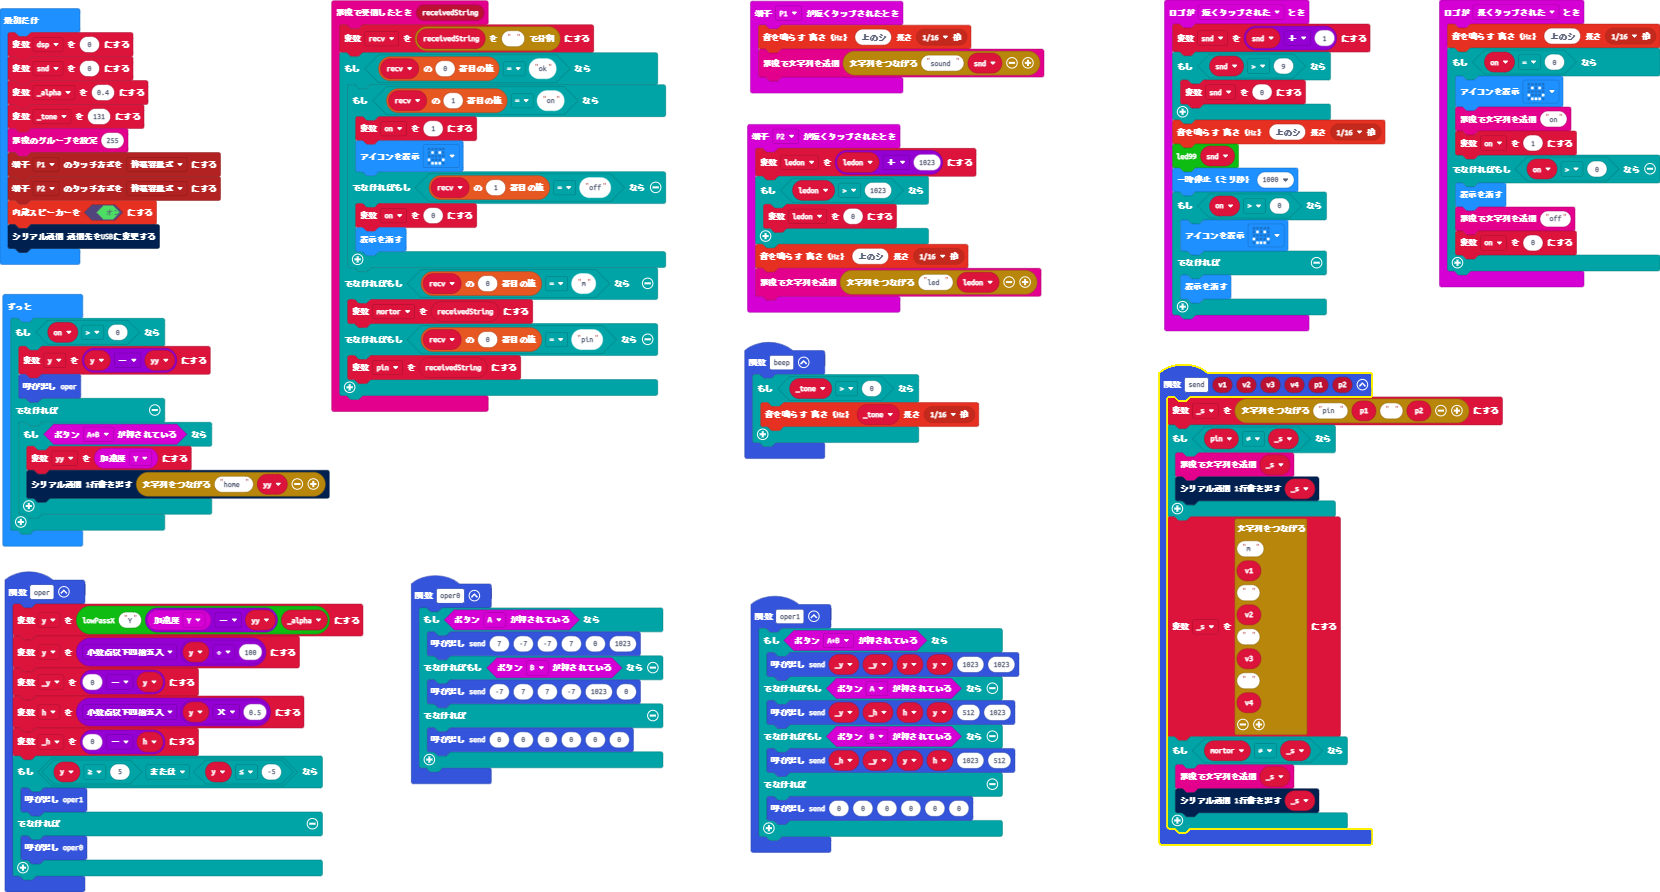 最初だけ
変数 dsp を 0 にする
変数 snd を 0 にする
変数 _alpha を 0.4 にする
変数 _tone を 131 にする
無線のグループを設定 255
端子 P1 のタッチ方式を 静電容量式 にする
端子 P2 のタッチ方式を 静電容量式 にする
内蔵スピーカーを オン にする
シリアル通信 通信先をUSBに変更する
ずっと
もし on > 0 なら
変数 y を y - yy にする
呼び出し oper
でなければ
もし ボタン A+B が押されている なら
変数 yy を 加速度 Y にする
シリアル通信 1行書き出す 文字列をつなげる "home " yy
関数 oper
変数 y を lowPassX "Y" 加速度 Y - yy _alpha にする
変数 y を 小数点以下四捨五入 y ÷ 100 にする
変数 _y を 0 - y にする
変数 h を 小数点以下四捨五入 y × 0.5 にする
変数 _h を 0 - h にする
もし y ≥ 5 または y ≤ -5 なら
呼び出し oper1
でなければ
呼び出し oper0
無線で受信したとき receivedString
変数 recv を receivedString を " " で分割 にする
もし recv の 0 番目の値 = "ok" なら
もし recv の 1 番目の値 = "on" なら
変数 on を 1 にする
アイコンを表示
でなければもし recv の 1 番目の値 = "off" なら
変数 on を 0 にする
表示を消す
でなければもし recv の 0 番目の値 = "m" なら
変数 mortor を receivedString にする
でなければもし recv の 0 番目の値 = "pin" なら
変数 pin を receivedString にする
関数 oper0
もし ボタン A が押されている なら
呼び出し send 7 -7 -7 7 0 1023
でなければもし ボタン B が押されている なら
呼び出し send -7 7 7 -7 1023 0
でなければ
呼び出し send 0 0 0 0 0 0
端子 P1 が短くタップされたとき
音を鳴らす 高さ (Hz) 上のシ 長さ 1/16 拍
無線で文字列を送信 文字列をつなげる "sound " snd
端子 P2 が短くタップされたとき
変数 ledon を ledon + 1023 にする
もし ledon > 1023 なら
変数 ledon を 0 にする
音を鳴らす 高さ (Hz) 上のシ 長さ 1/16 拍
無線で文字列を送信 文字列をつなげる "led " ledon
関数 beep
もし _tone > 0 なら
音を鳴らす 高さ (Hz) _tone 長さ 1/16 拍
関数 oper1
もし ボタン A+B が押されている なら
呼び出し send _y _y y y 1023 1023
でなければもし ボタン A が押されている なら
呼び出し send _y _h h y 512 1023
でなければもし ボタン B が押されている なら
呼び出し send _h _y y h 1023 512
でなければ
呼び出し send 0 0 0 0 0 0
ロゴが 短くタップされた とき
変数 snd を snd + 1 にする
もし snd > 9 なら
変数 snd を 0 にする
音を鳴らす 高さ (Hz) 上のシ 長さ 1/16 拍
led99 snd
一時停止 (ミリ秒) 1000
もし on > 0 なら
アイコンを表示
でなければ
表示を消す
ロゴが 長くタップされた とき
音を鳴らす 高さ (Hz) 上のシ 長さ 1/16 拍
もし on = 0 なら
アイコンを表示
無線で文字列を送信 "on"
変数 on を 1 にする
でなければもし on > 0 なら
表示を消す
無線で文字列を送信 "off"
変数 on を 0 にする
関数 send v1 v2 v3 v4 p1 p2
変数 _s を 文字列をつなげる "pin " p1 " " p2 にする
もし pin ≠ _s なら
無線で文字列を送信 _s
シリアル通信 1行書き出す _s
変数 _s を 文字列をつなげる "m " v1 " " v2 " " v3 " " v4 にする
もし mortor ≠ _s なら
無線で文字列を送信 _s
シリアル通信 1行書き出す _s